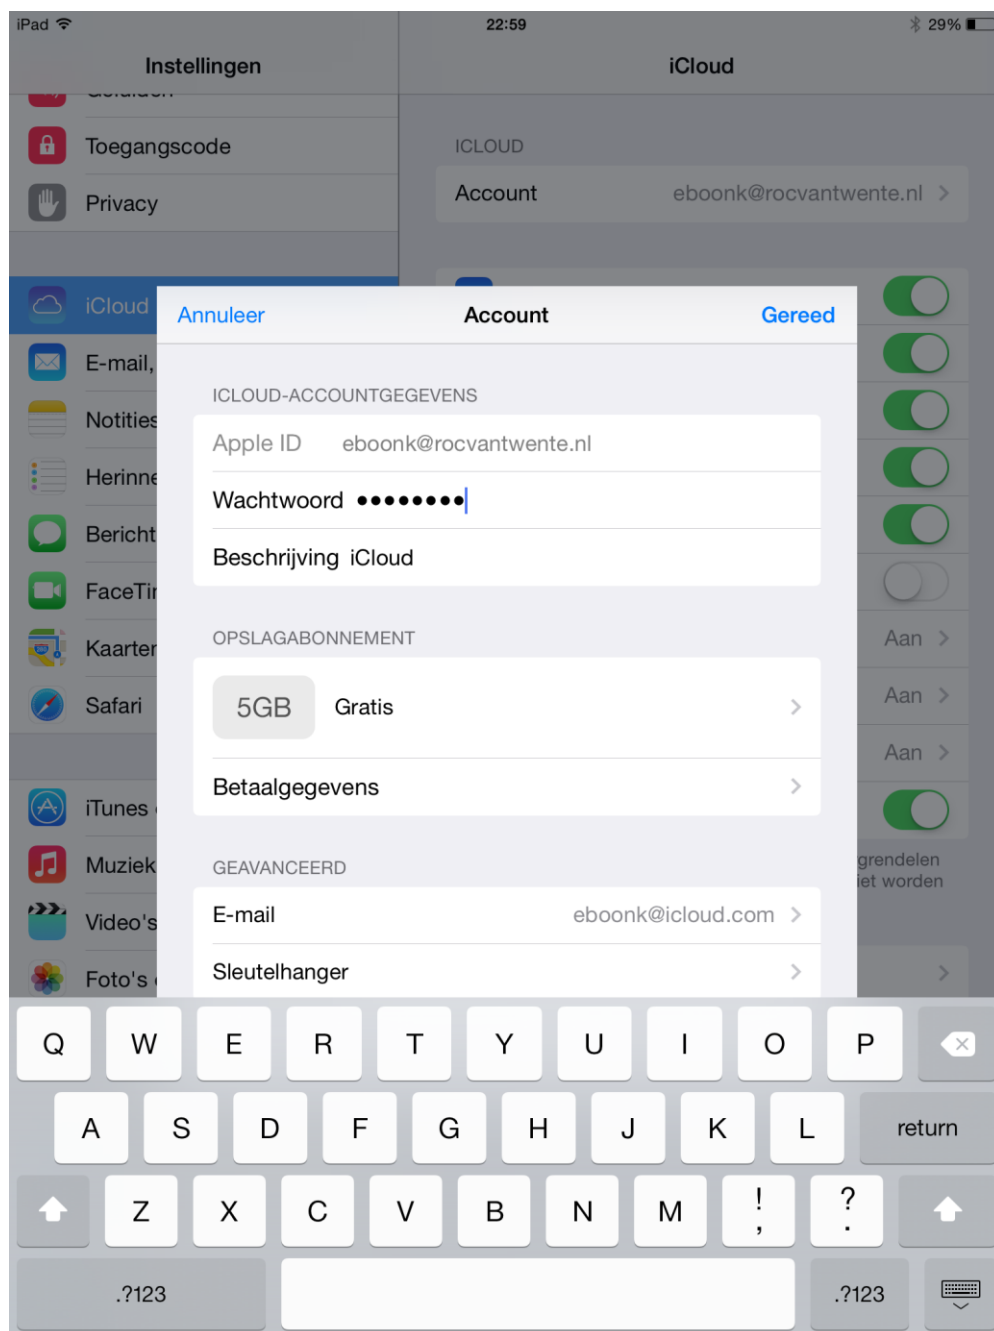 iPad 22:59 29%
Instellingen
iCloud
Toegangscode
Privacy
iCloud
E-mail,
Notities
Herinne
Bericht
FaceTir
Kaarter
Safari
iTunes
Muziek
Video's
Foto's
ICLOUD
Account eboonk@rocvantwente.nl
Aan
Aan
Aan
grendelen
iet worden
Annuleer Account Gereed
ICLOUD-ACCOUNTGEGEVENS
Apple ID eboonk@rocvantwente.nl
Wachtwoord ••••••••
Beschrijving iCloud
OPSLAGABONNEMENT
5GB Gratis
Betaalgegevens
GEAVANCEERD
E-mail eboonk@icloud.com
Sleutelhanger
Q W E R T Y U I O P
A S D F G H J K L return
Z X C V B N M ! , ? .
.?123 .?123